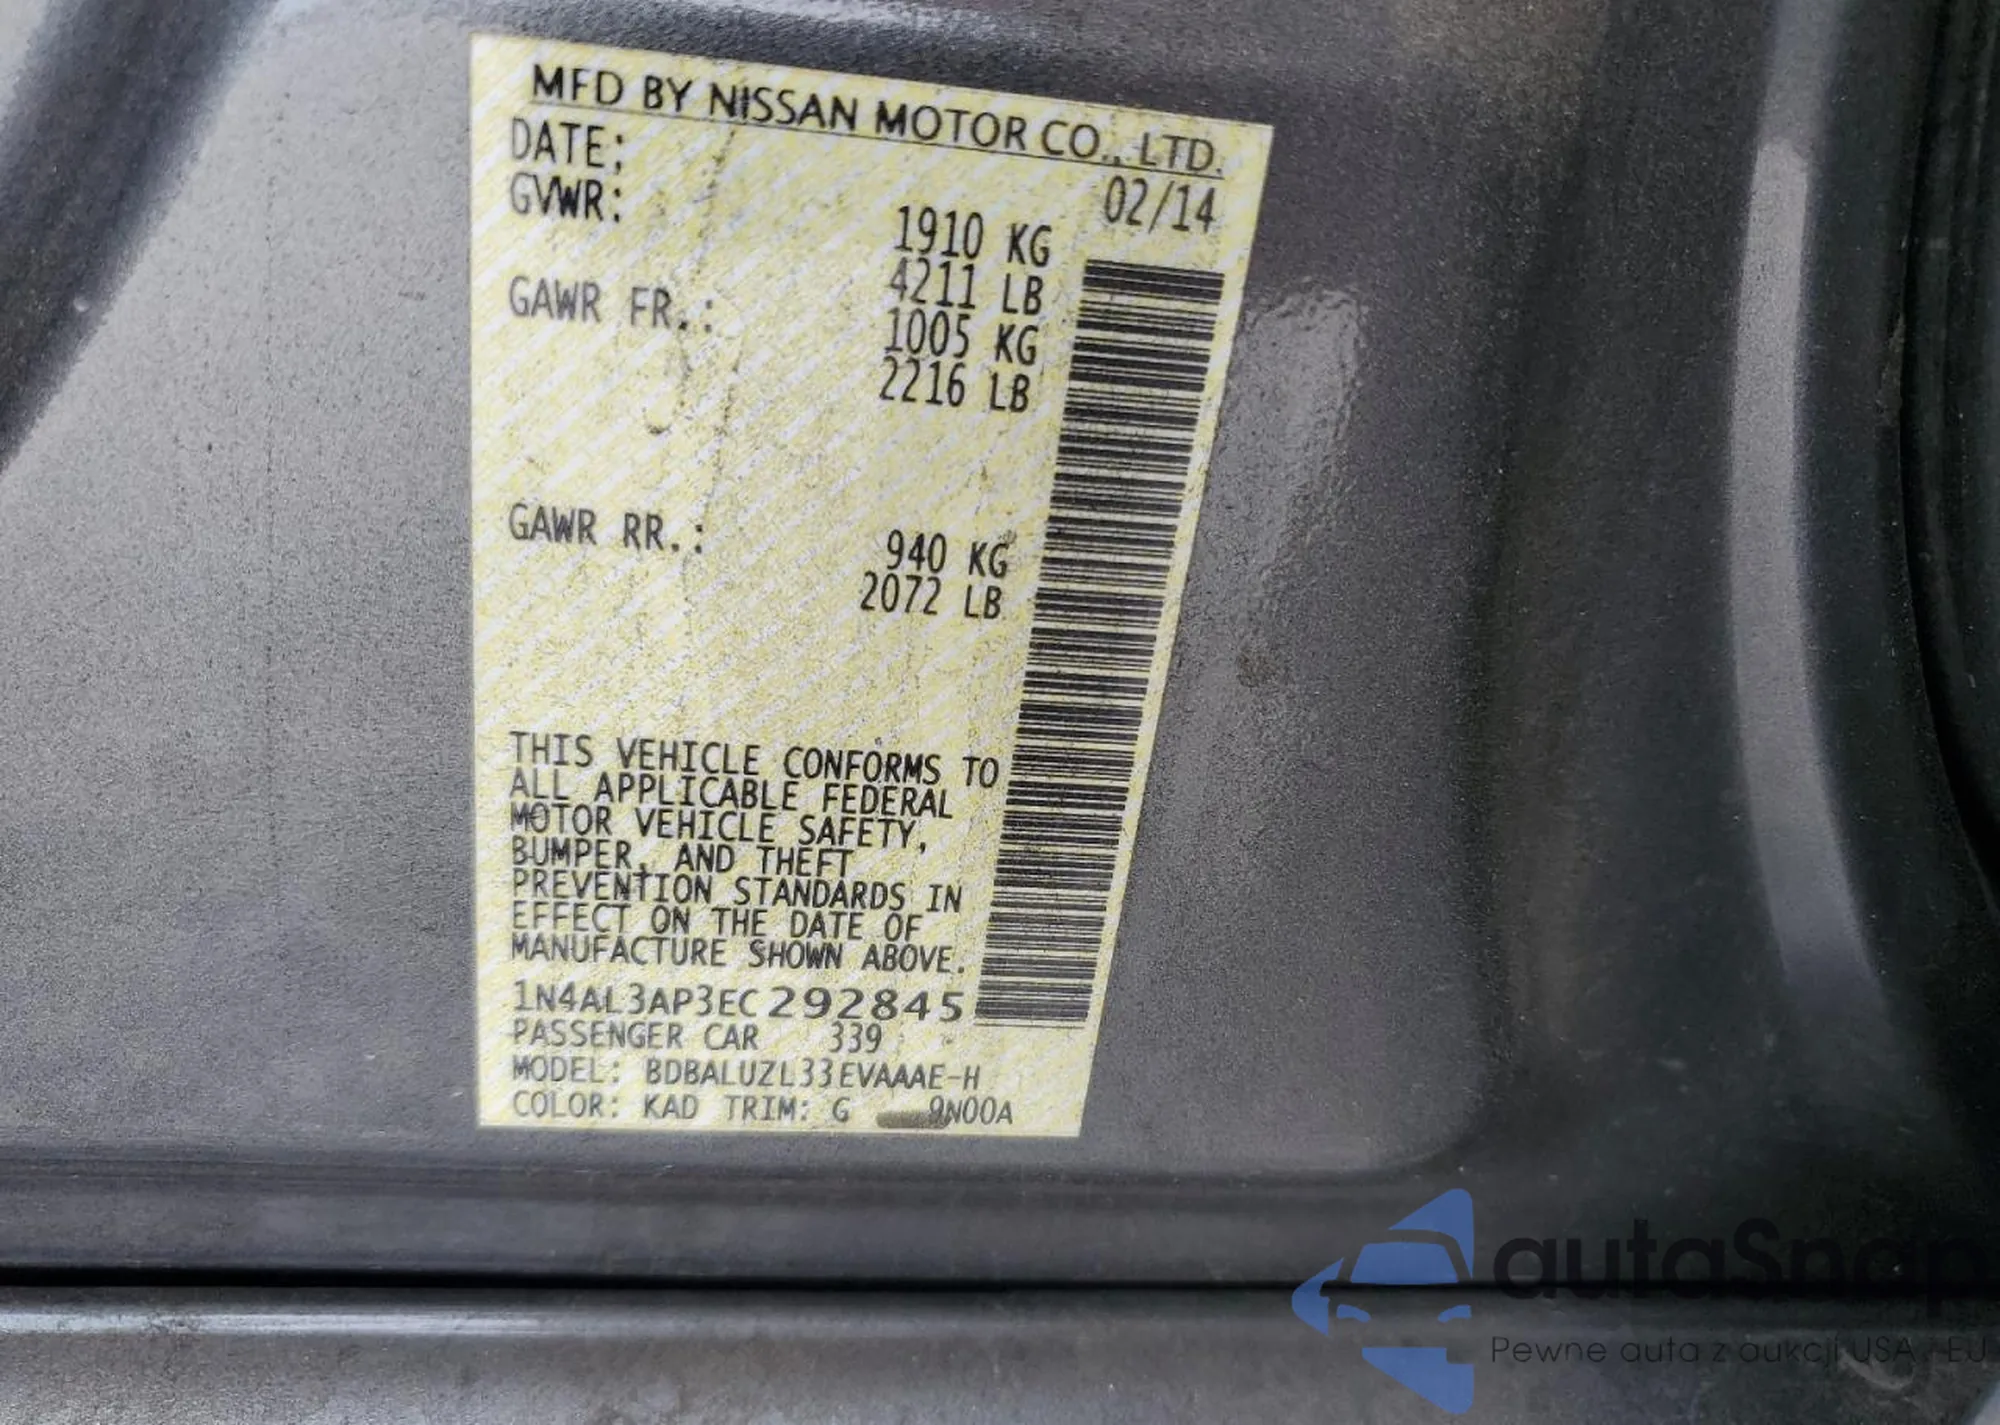 MFD BY NISSAN MOTOR CO., LTD.
DATE: 02/14
GVWR: 1910 KG
4211 LB
GAWR FR.: 1005 KG
2216 LB
GAWR RR.: 940 KG
2072 LB
THIS VEHICLE CONFORMS TO
ALL APPLICABLE FEDERAL
MOTOR VEHICLE SAFETY,
BUMPER, AND THEFT
PREVENTION STANDARDS IN
EFFECT ON THE DATE OF
MANUFACTURE SHOWN ABOVE.
1N4AL3AP3EC292845
PASSENGER CAR 339
MODEL: BDBALUZL33EVAAAE-H
COLOR: KAD TRIM: G 9N00A
autaSnap
Pewne auta z aukcji USA / EU